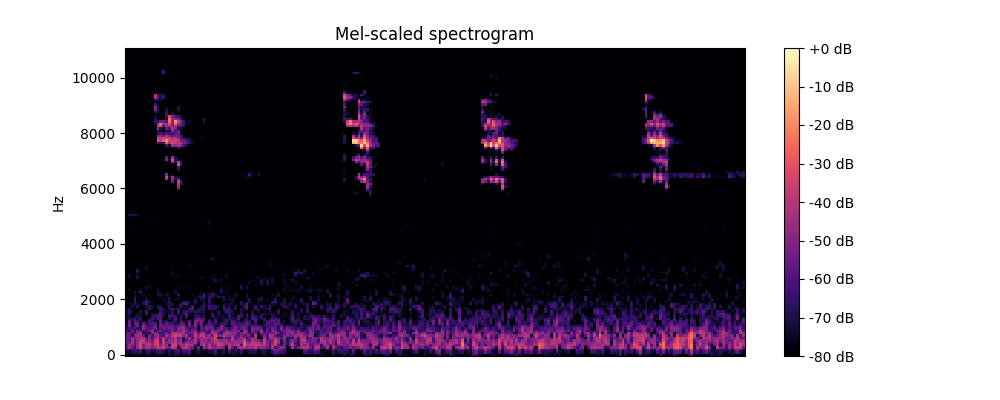 Mel-scaled spectrogram
Hz
10000
8000
6000
4000
2000
0
+0 dB
-10 dB
-20 dB
-30 dB
-40 dB
-50 dB
-60 dB
-70 dB
-80 dB